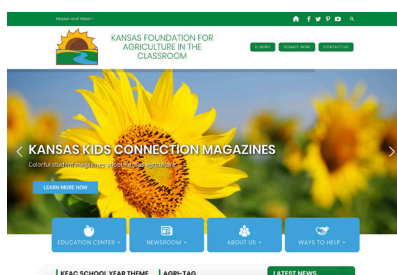 Mission and Vision
KANSAS FOUNDATION FOR
AGRICULTURE IN THE
CLASSROOM
E-NEWS
DONATE NOW
CONTACT US
KANSAS KIDS CONNECTION MAGAZINES
Colorful student magazines about Kansas agriculture
LEARN MORE NOW
EDUCATION CENTER
NEWSROOM
ABOUT US
WAYS TO HELP
KFAC SCHOOL YEAR THEME
AGRI-TAG
LATEST NEWS